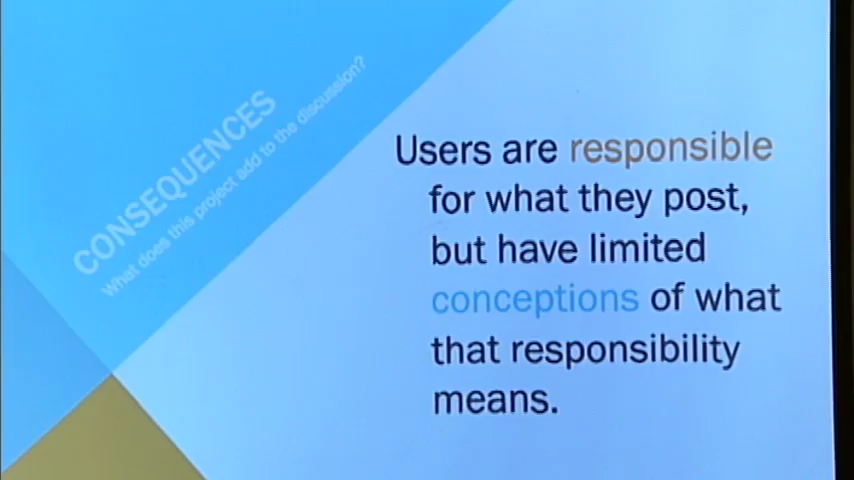 CONSEQUENCES
What does this project add to the discussion?
Users are responsible
for what they post,
but have limited
conceptions of what
that responsibility
means.